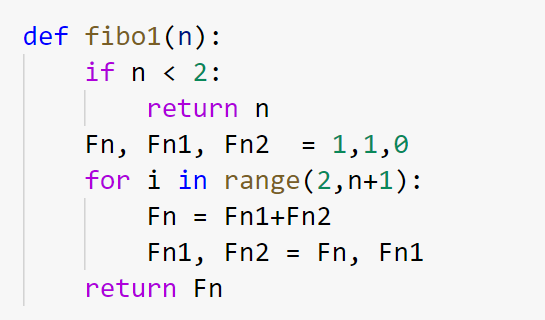 def fibo1(n):
    if n < 2:
        return n
    Fn, Fn1, Fn2  = 1,1,0
    for i in range(2,n+1):
        Fn = Fn1+Fn2
        Fn1, Fn2 = Fn, Fn1
    return Fn